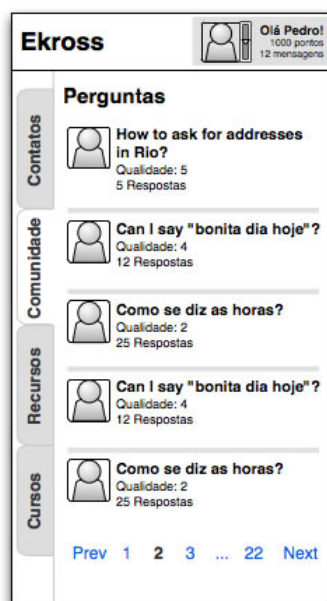 Ekross
Olá Pedro!
1000 pontos
12 mensagens
Contatos
Comunidade
Recursos
Cursos
Perguntas
How to ask for addresses
in Rio?
Qualidade: 5
5 Respostas
Can I say "bonita dia hoje"?
Qualidade: 4
12 Respostas
Como se diz as horas?
Qualidade: 2
25 Respostas
Can I say "bonita dia hoje"?
Qualidade: 4
12 Respostas
Como se diz as horas?
Qualidade: 2
25 Respostas
Prev 1 2 3 ... 22 Next